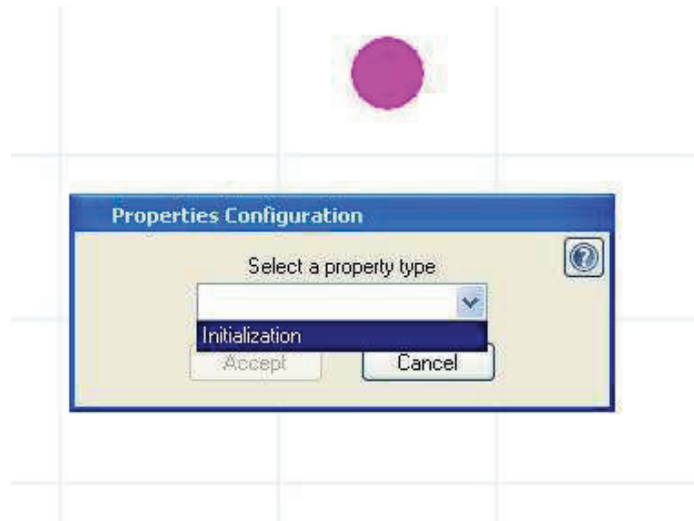 Properties Configuration
Select a property type
Initialization
Accept Cancel